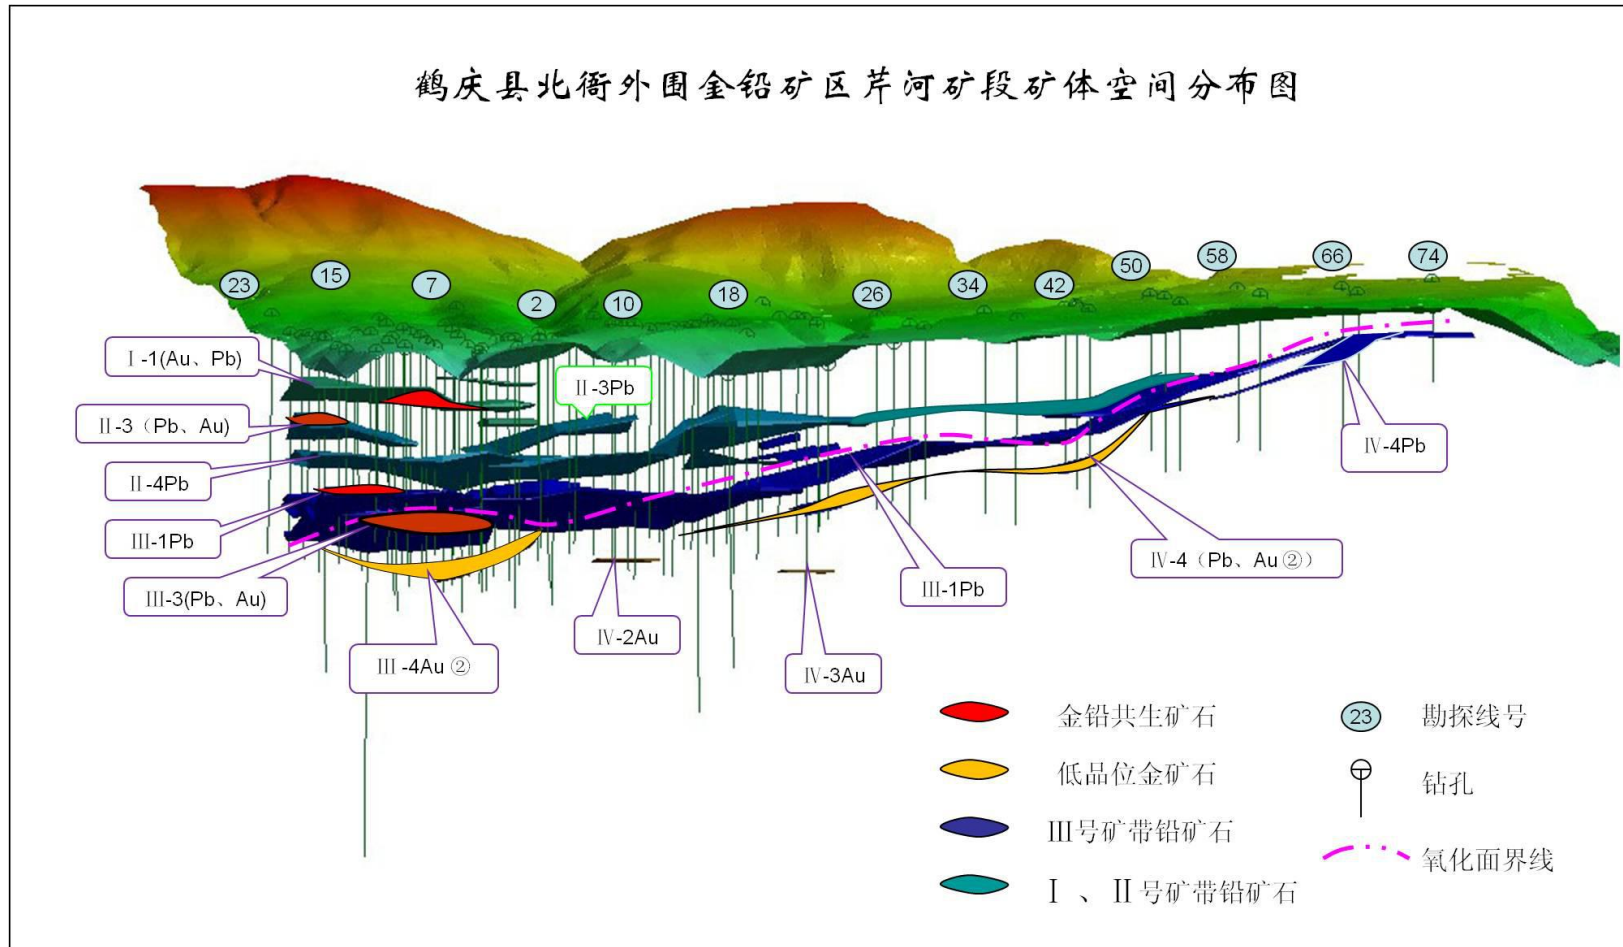 鹤庆县北衙外围金铅矿区芹河矿段矿体空间分布图
23
15
7
2
10
18
26
34
42
50
58
66
74
Ⅰ-1(Au、Pb)
Ⅱ-3Pb
Ⅱ-3（Pb、Au）
Ⅱ-4Pb
Ⅲ-1Pb
Ⅲ-3(Pb、Au)
Ⅲ-4Au②
Ⅳ-2Au
Ⅳ-3Au
Ⅲ-1Pb
Ⅳ-4（Pb、Au②）
Ⅳ-4Pb
金铅共生矿石
低品位金矿石
Ⅲ号矿带铅矿石
Ⅰ、Ⅱ号矿带铅矿石
23
勘探线号
钻孔
氧化面界线